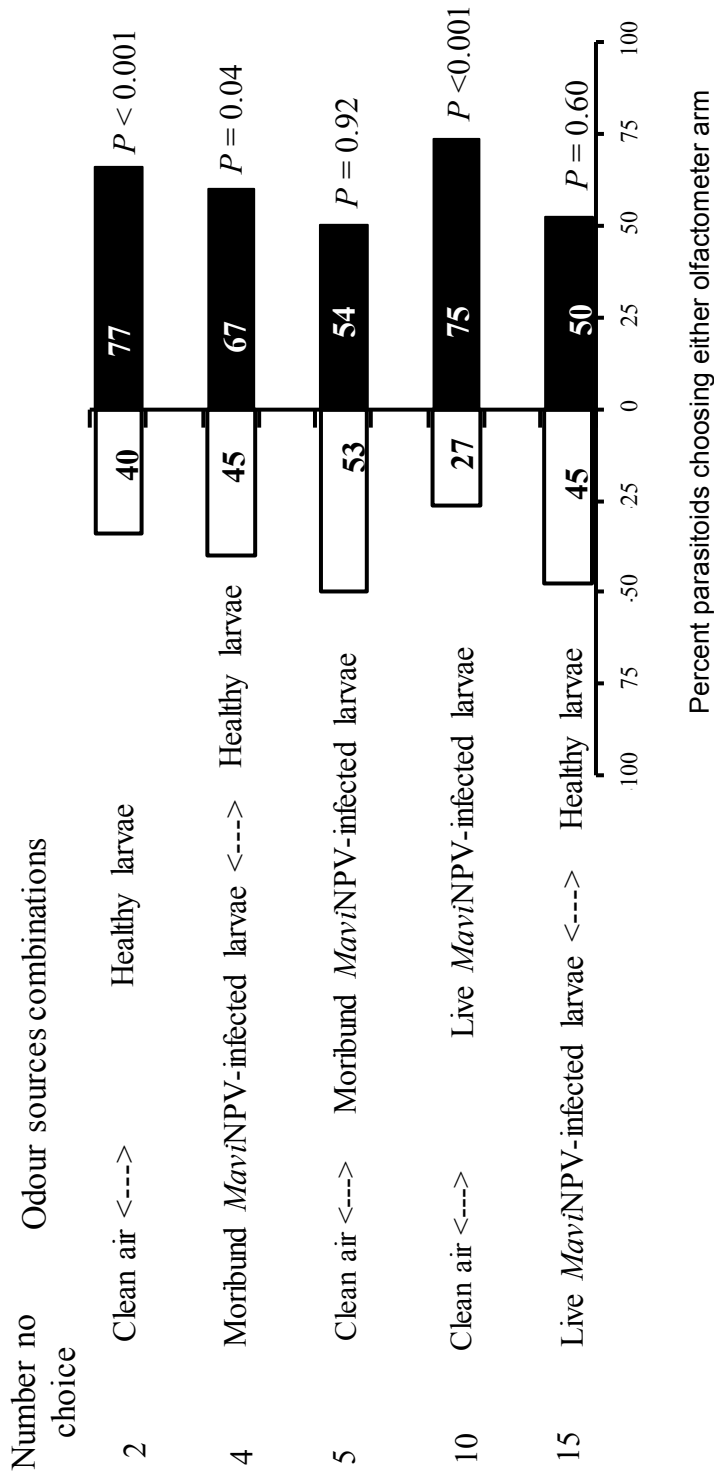 Number no choice
Odour sources combinations
2 Clean air <---> Healthy larvae 40 77 P < 0.001
4 Moribund MaviNPV-infected larvae <---> Healthy larvae 45 67 P = 0.04
5 Clean air <---> Moribund MaviNPV-infected larvae 53 54 P = 0.92
10 Clean air <---> Live MaviNPV-infected larvae 27 75 P <0.001
15 Live MaviNPV-infected larvae <---> Healthy larvae 45 50 P = 0.60
-100 75 -50 -25 0 25 50 75 100
Percent parasitoids choosing either olfactometer arm